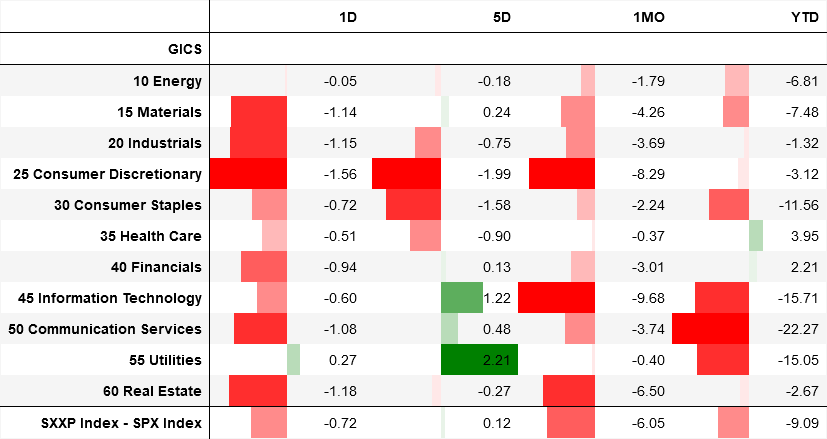 1D 5D 1MO YTD
GICS
10 Energy -0.05 -0.18 -1.79 -6.81
15 Materials -1.14 0.24 -4.26 -7.48
20 Industrials -1.15 -0.75 -3.69 -1.32
25 Consumer Discretionary -1.56 -1.99 -8.29 -3.12
30 Consumer Staples -0.72 -1.58 -2.24 -11.56
35 Health Care -0.51 -0.90 -0.37 3.95
40 Financials -0.94 0.13 -3.01 2.21
45 Information Technology -0.60 1.22 -9.68 -15.71
50 Communication Services -1.08 0.48 -3.74 -22.27
55 Utilities 0.27 2.21 -0.40 -15.05
60 Real Estate -1.18 -0.27 -6.50 -2.67
SXXP Index - SPX Index -0.72 0.12 -6.05 -9.09